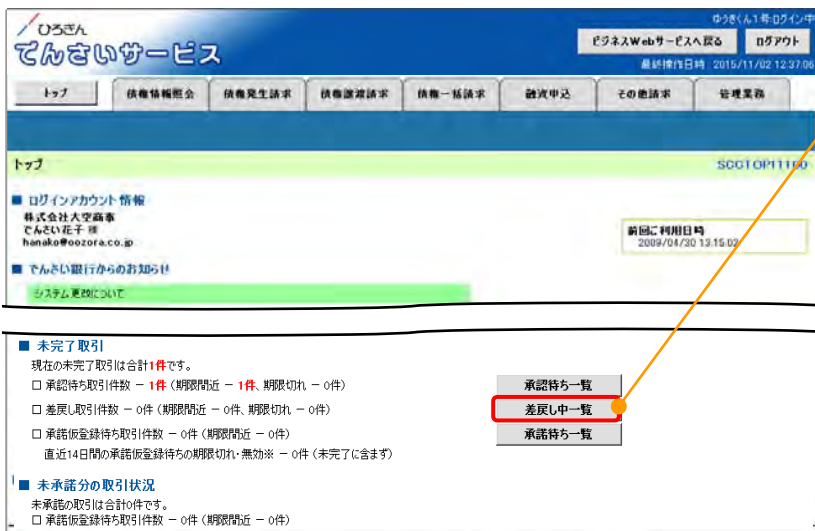 ゆうぎん1号:ログイン中
ひろぎん
でんさいサービス
ビジネスWebサービスへ戻る ログアウト
最終操作日時 2015/11/02 12:37:06
トップ 債権情報照会 債権発生請求 債権譲渡請求 債権一括請求 融資申込 その他請求 管理業務
トップ SCCTOP11100
■ ログインアカウント情報
株式会社大空商事
でんさい花子 様
hanako@oozora.co.jp
前回ご利用日時
2009/04/30 13:15:02
■ でんさい銀行からのお知らせ
システム更改について
■ 未完了取引
現在の未完了取引は合計1件です。
□ 承認待ち取引件数 － 1件 (期限間近 － 1件、期限切れ － 0件) 承認待ち一覧
□ 差戻し取引件数 － 0件 (期限間近 － 0件、期限切れ － 0件) 差戻し中一覧
□ 承諾仮登録待ち取引件数 － 0件 (期限間近 － 0件) 承諾待ち一覧
直近14日間の承諾仮登録待ちの期限切れ・無効※ － 0件 (未完了に含まず)
■ 未承諾分の取引状況
未承諾の取引は合計0件です。
□ 承諾仮登録待ち取引件数 － 0件 (期限間近 － 0件)